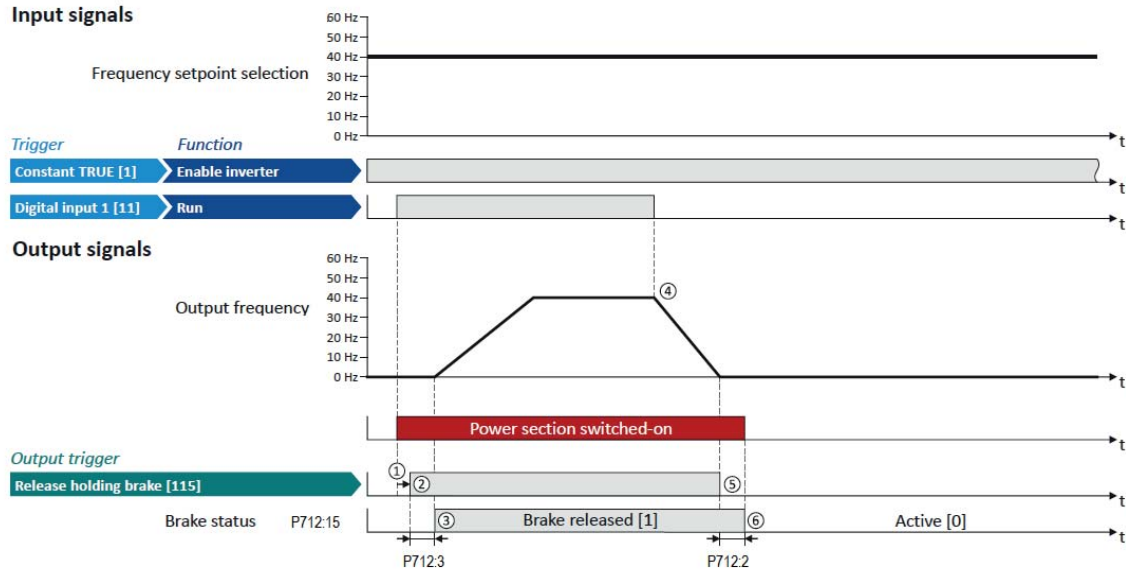 Input signals
60 Hz
50 Hz
40 Hz
Frequency setpoint selection
30 Hz
20 Hz
10 Hz
0 Hz
t
Trigger Function
Constant TRUE [1] Enable inverter
t
Digital input 1 [11] Run
t
Output signals
60 Hz
50 Hz
40 Hz
④
Output frequency
30 Hz
20 Hz
10 Hz
0 Hz
t
Power section switched-on
t
Output trigger
①
Release holding brake [115]
② ⑤
t
Brake status P712:15
③ Brake released [1] ⑥ Active [0]
t
P712:3 P712:2